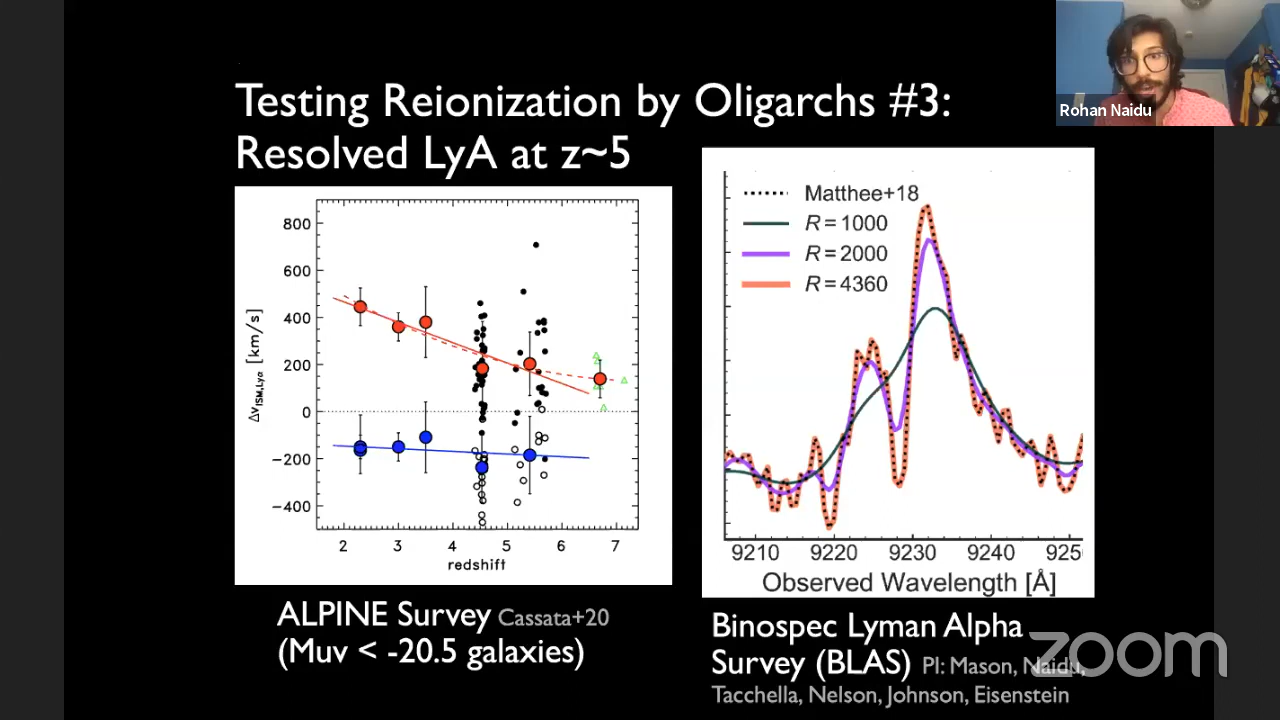 Testing Reionization by Oligarchs #3:
Resolved LyA at z~5
Rohan Naidu
800
600
400
200
0
−200
−400
Δv_ISM,Lyα [km/s]
2 3 4 5 6 7
redshift
Matthee+18
R = 1000
R = 2000
R = 4360
9210 9220 9230 9240 925
Observed Wavelength [Å]
ALPINE Survey Cassata+20
(Muv < -20.5 galaxies)
Binospec Lyman Alpha
Survey (BLAS) PI: Mason, Naidu,
Tacchella, Nelson, Johnson, Eisenstein
zoom